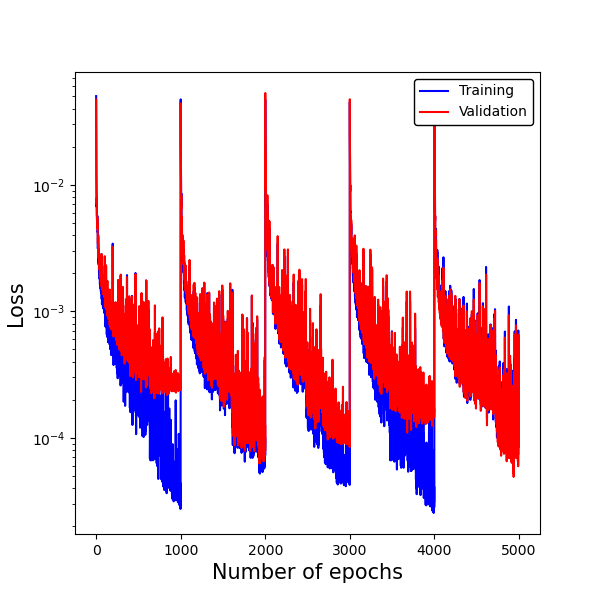 Training
Validation
10⁻²
10⁻³
10⁻⁴
Loss
0 1000 2000 3000 4000 5000
Number of epochs